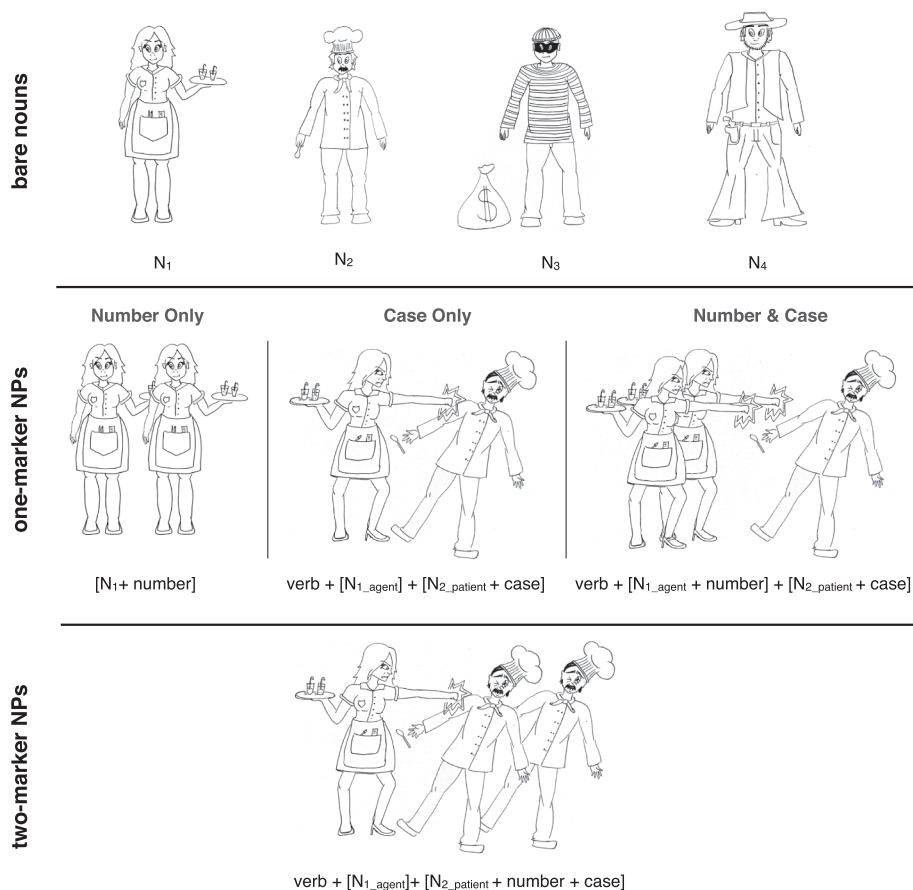 bare nouns
$
N₁ N₂ N₃ N₄
one-marker NPs
Number Only Case Only Number & Case
[N₁+ number] verb + [N₁_agent] + [N₂_patient + case] verb + [N₁_agent + number] + [N₂_patient + case]
two-marker NPs
verb + [N₁_agent]+ [N₂_patient + number + case]